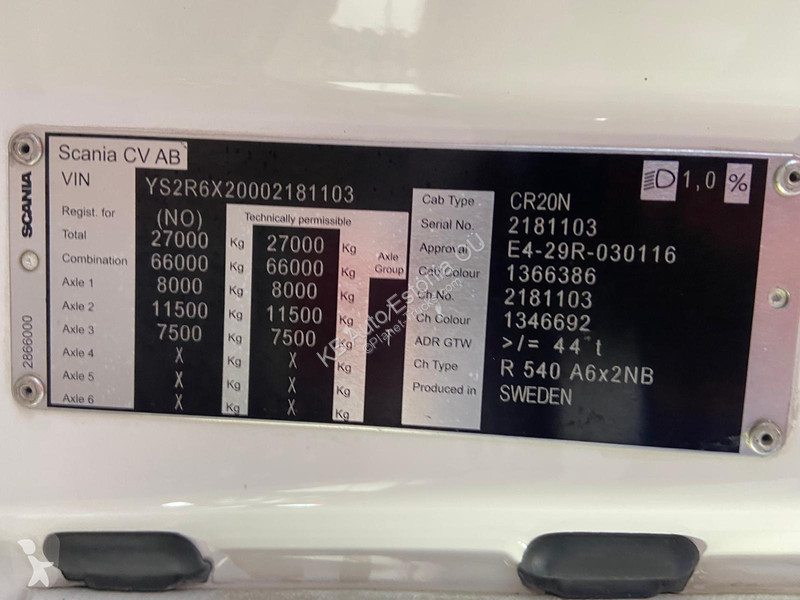 Scania CV AB
VIN YS2R6X20002181103
Regist. for (NO) Technically permissible
Total 27000 Kg 27000 Kg Axle Group
Combination 66000 Kg 66000 Kg
Axle 1 8000 Kg 8000 Kg
Axle 2 11500 Kg 11500 Kg
Axle 3 7500 Kg 7500 Kg
Axle 4 X Kg X Kg
Axle 5 X Kg X Kg
Axle 6 X Kg X Kg
1,0 %
Cab Type CR20N
Serial No. 2181103
Approval E4-29R-030116
Cab Colour 1366386
Ch No. 2181103
Ch Colour 1346692
ADR GTW >/= 44 t
Ch Type R 540 A6x2NB
Produced in SWEDEN
SCANIA
2866000
KB Auto Estonia OÜ